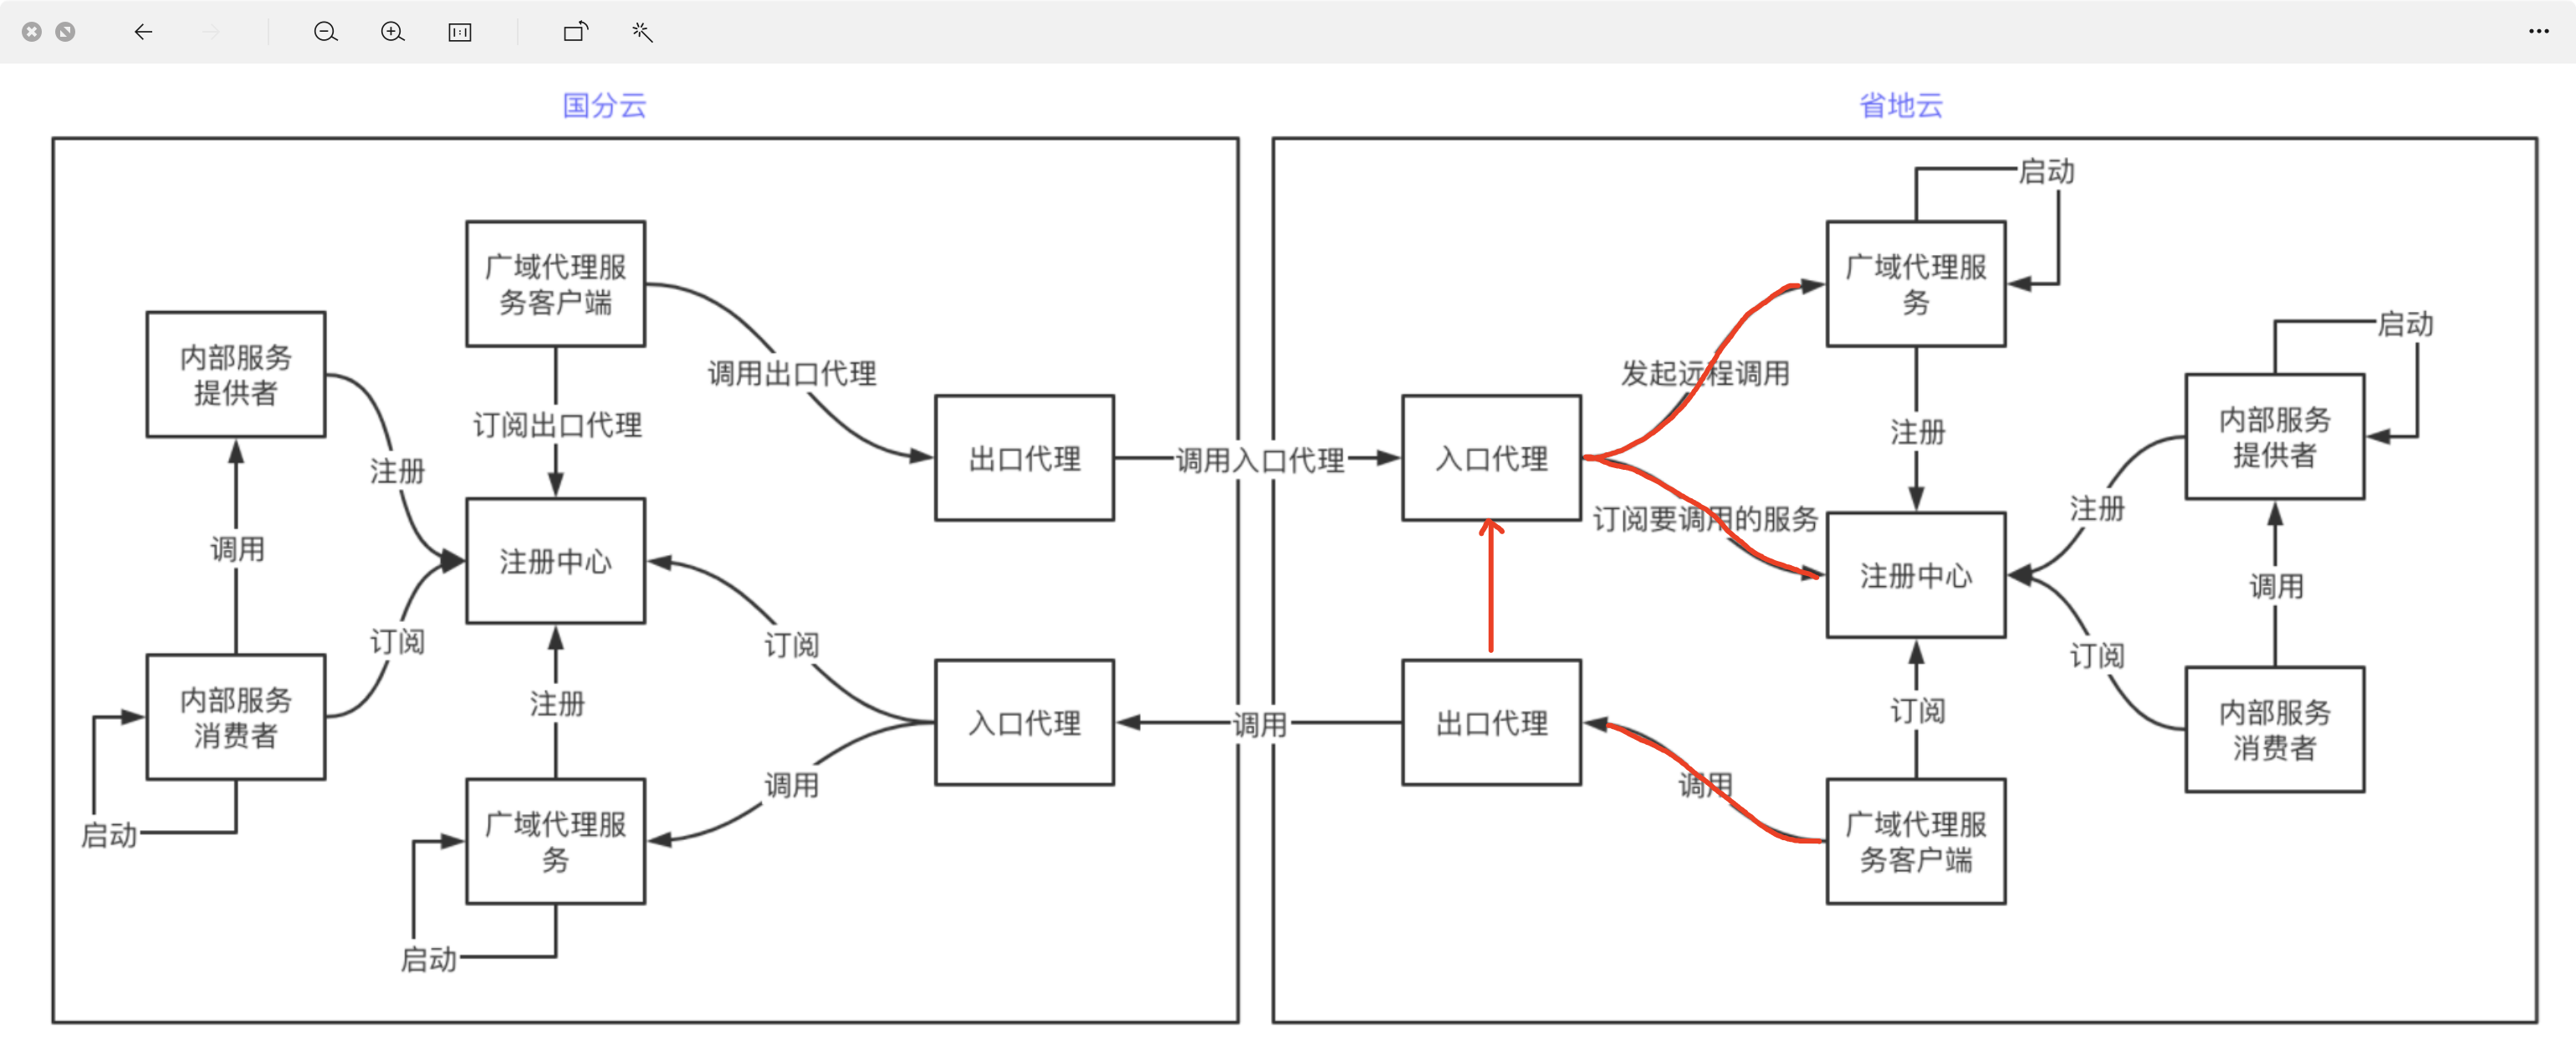 国分云
省地云
启动
广域代理服
务客户端
广域代理服
务
启动
内部服务
提供者
调用出口代理
发起远程调用
订阅出口代理
注册
内部服务
提供者
出口代理
调用入口代理
入口代理
注册
注册
订阅要调用的服务
调用
注册中心
注册中心
调用
订阅
订阅
订阅
内部服务
消费者
注册
入口代理
调用
出口代理
订阅
内部服务
消费者
调用
调用
启动
广域代理服
务
广域代理服
务客户端
启动